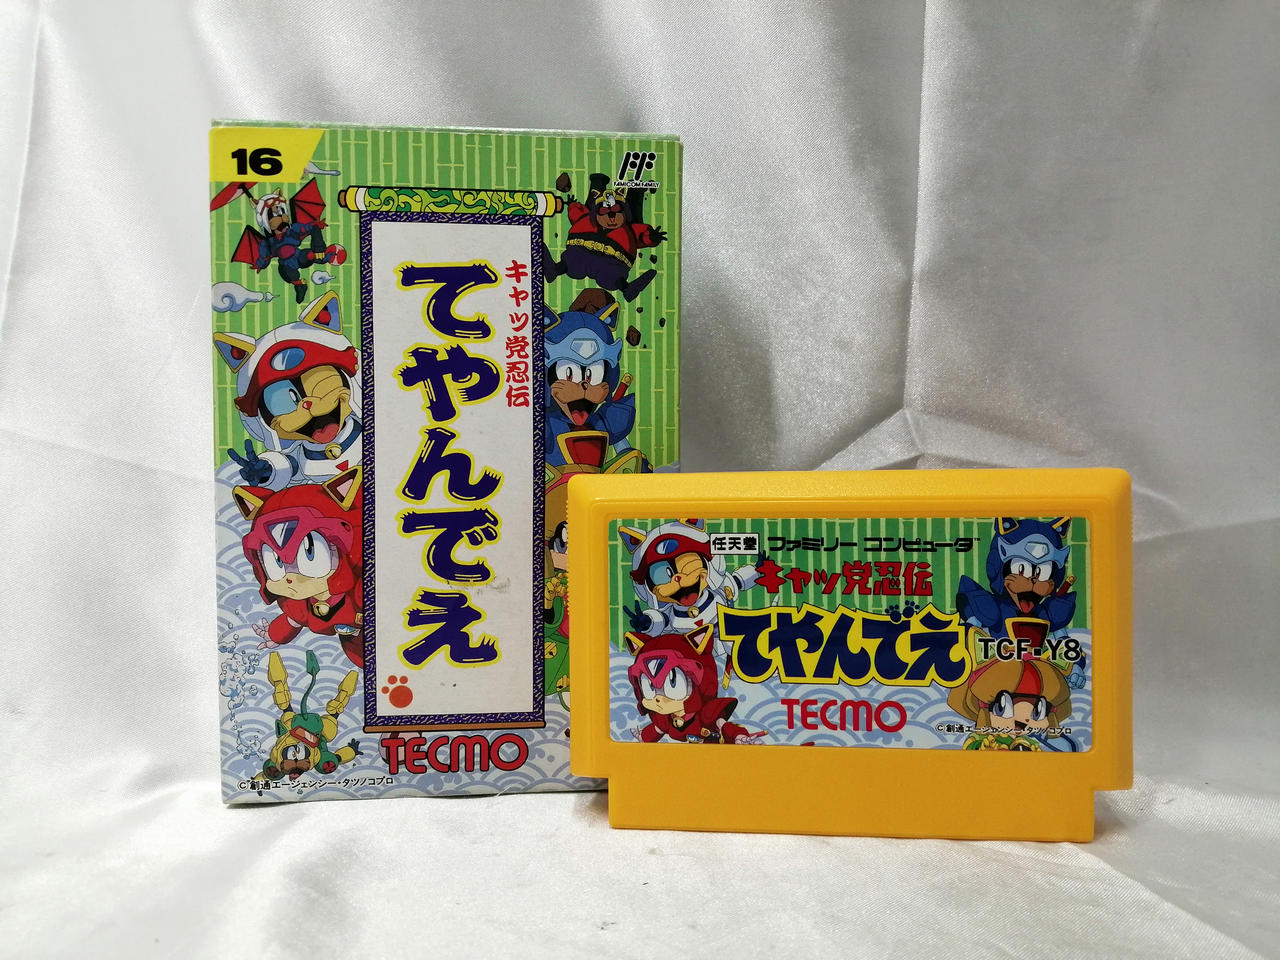 16
FAMICOM FAMILY
キャッ党忍伝
てやんでえ
TECMO
©創通エージェンシー・タツノコプロ
任天堂 ファミリーコンピュータ™
キャッ党忍伝
てやんでえ
TCF-Y8
TECMO
©創通エージェンシー・タツノコプロ